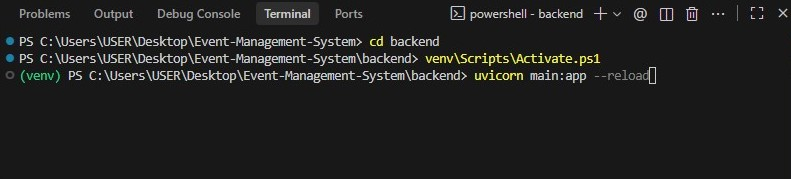 Problems Output Debug Console Terminal Ports powershell - backend
PS C:\Users\USER\Desktop\Event-Management-System> cd backend
PS C:\Users\USER\Desktop\Event-Management-System\backend> venv\Scripts\Activate.ps1
(venv) PS C:\Users\USER\Desktop\Event-Management-System\backend> uvicorn main:app --reload